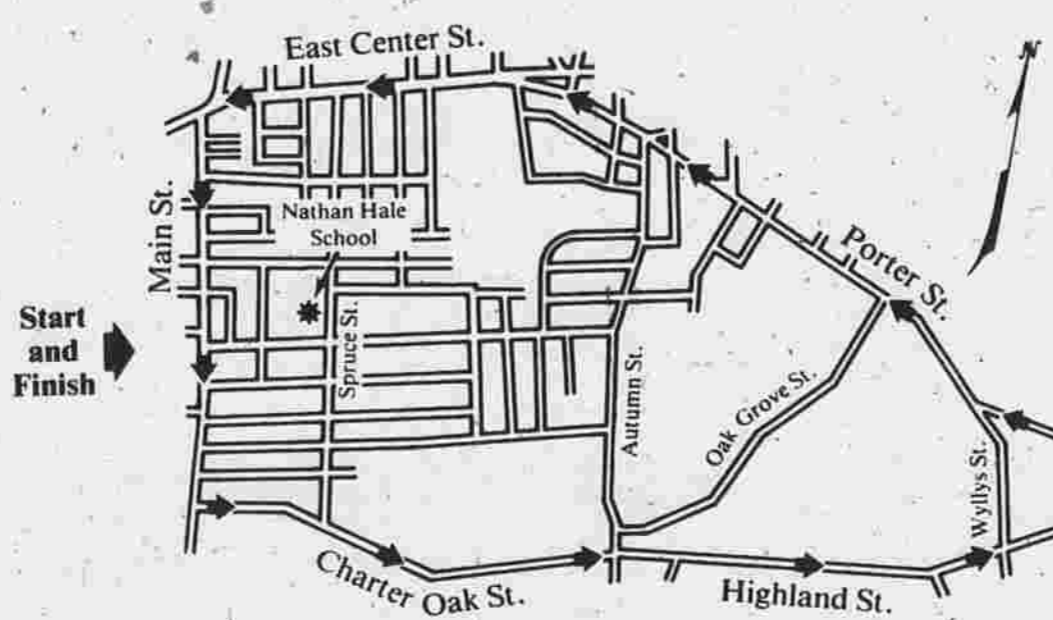 East Center St.
N
Main St.
Nathan Hale
School
Porter St.
Start
and
Finish
Spruce St.
Autumn St.
Oak Grove St.
Wyllys St.
Charter Oak St.
Highland St.